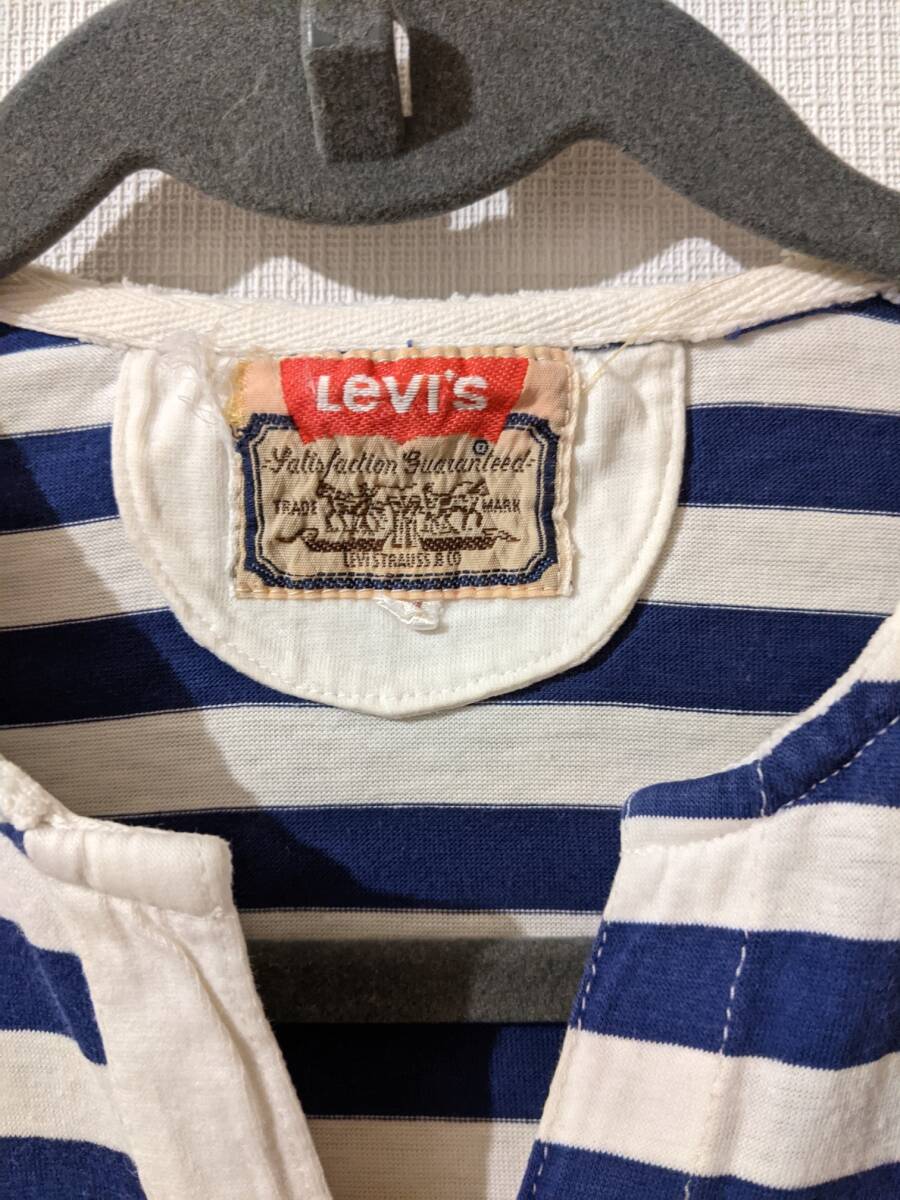 LEVI'S
®
-Satisfaction Guaranteed-
TRADE MARK
LEVI STRAUSS & CO